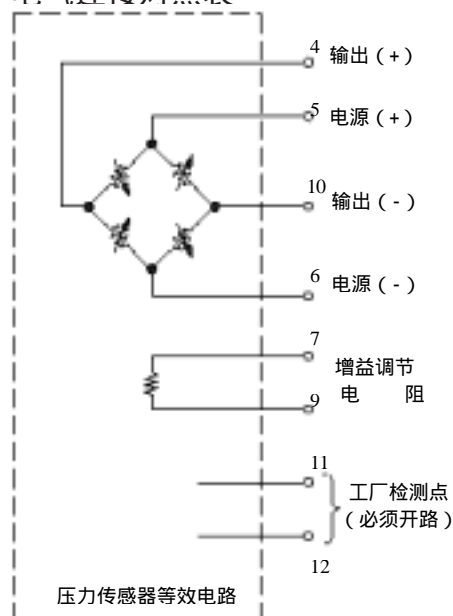 4 输出（+）
5 电源（+）
10 输出（-）
6 电源（-）
7
增益调节
电 阻
9
11
工厂检测点
（必须开路）
12
压力传感器等效电路